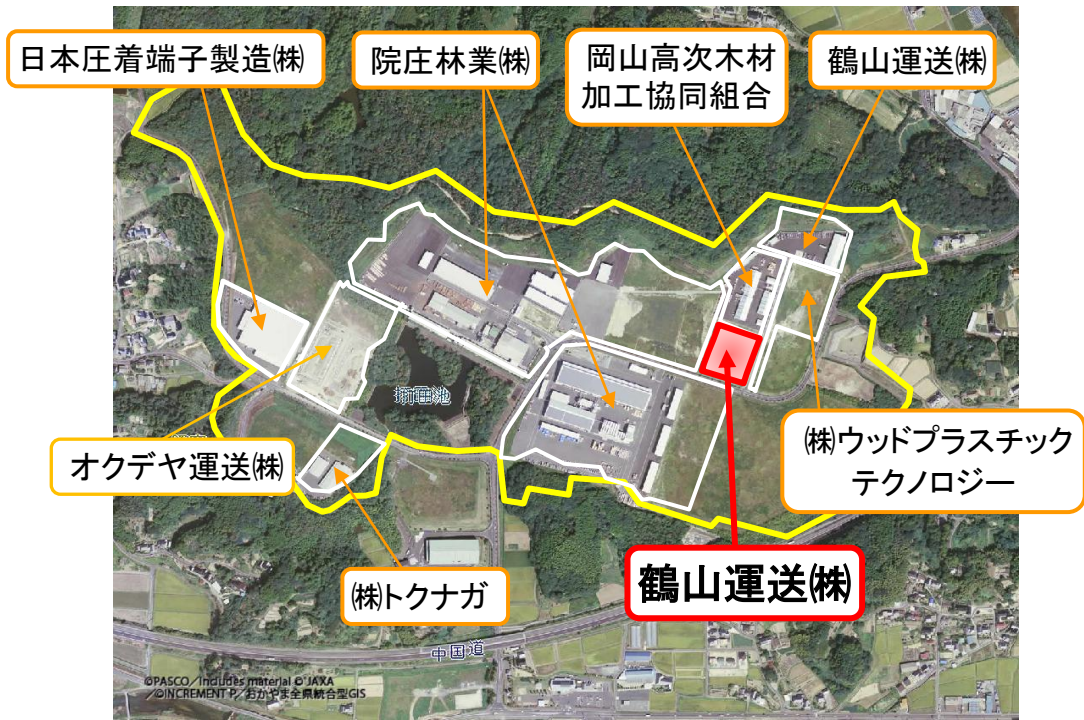 日本圧着端子製造㈱
院庄林業㈱
岡山高次木材
加工協同組合
鶴山運送㈱
オクデヤ運送㈱
㈱ウッドプラスチック
テクノロジー
㈱トクナガ
鶴山運送㈱
中国道
©PASCO／Includes material ©JAXA
／©INCREMENT P／おかやま全県統合型GIS